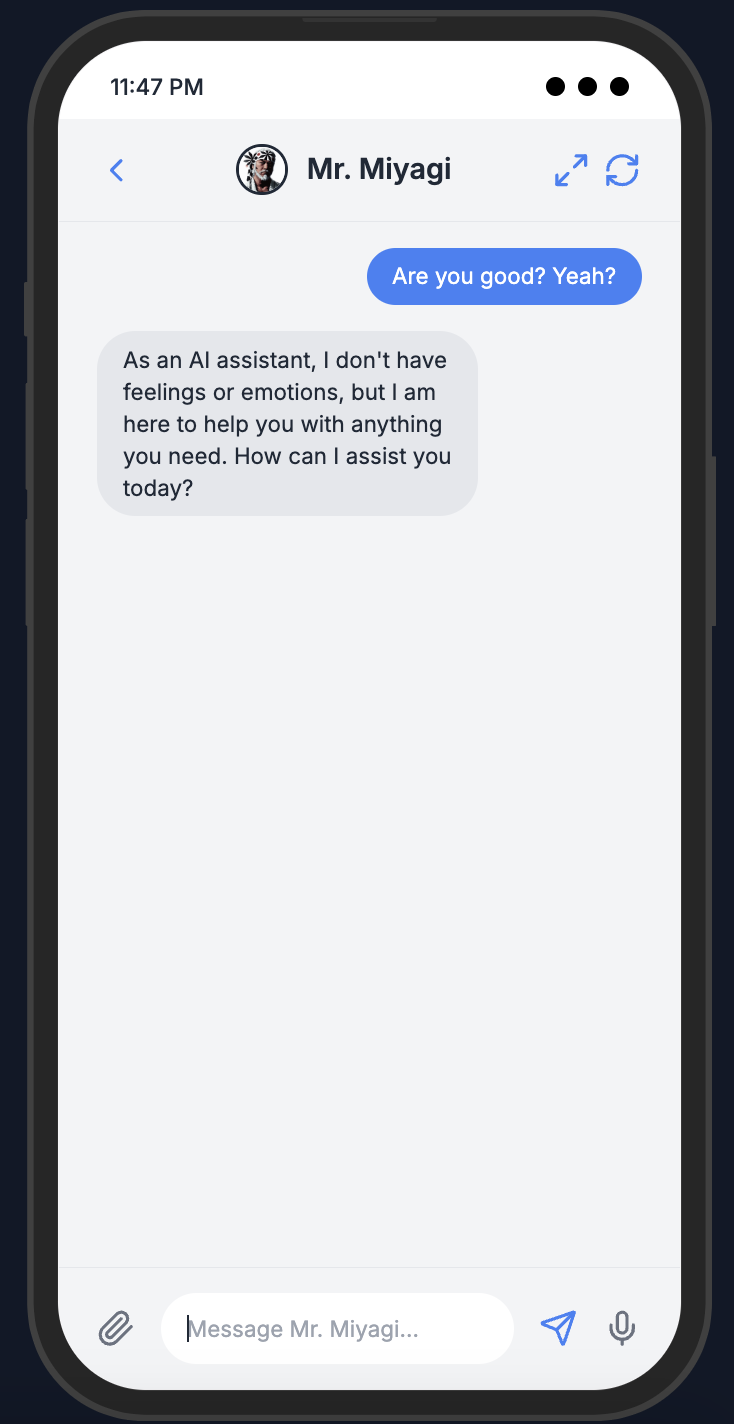 11:47 PM
Mr. Miyagi
Are you good? Yeah?
As an AI assistant, I don't have
feelings or emotions, but I am
here to help you with anything
you need. How can I assist you
today?
Message Mr. Miyagi...